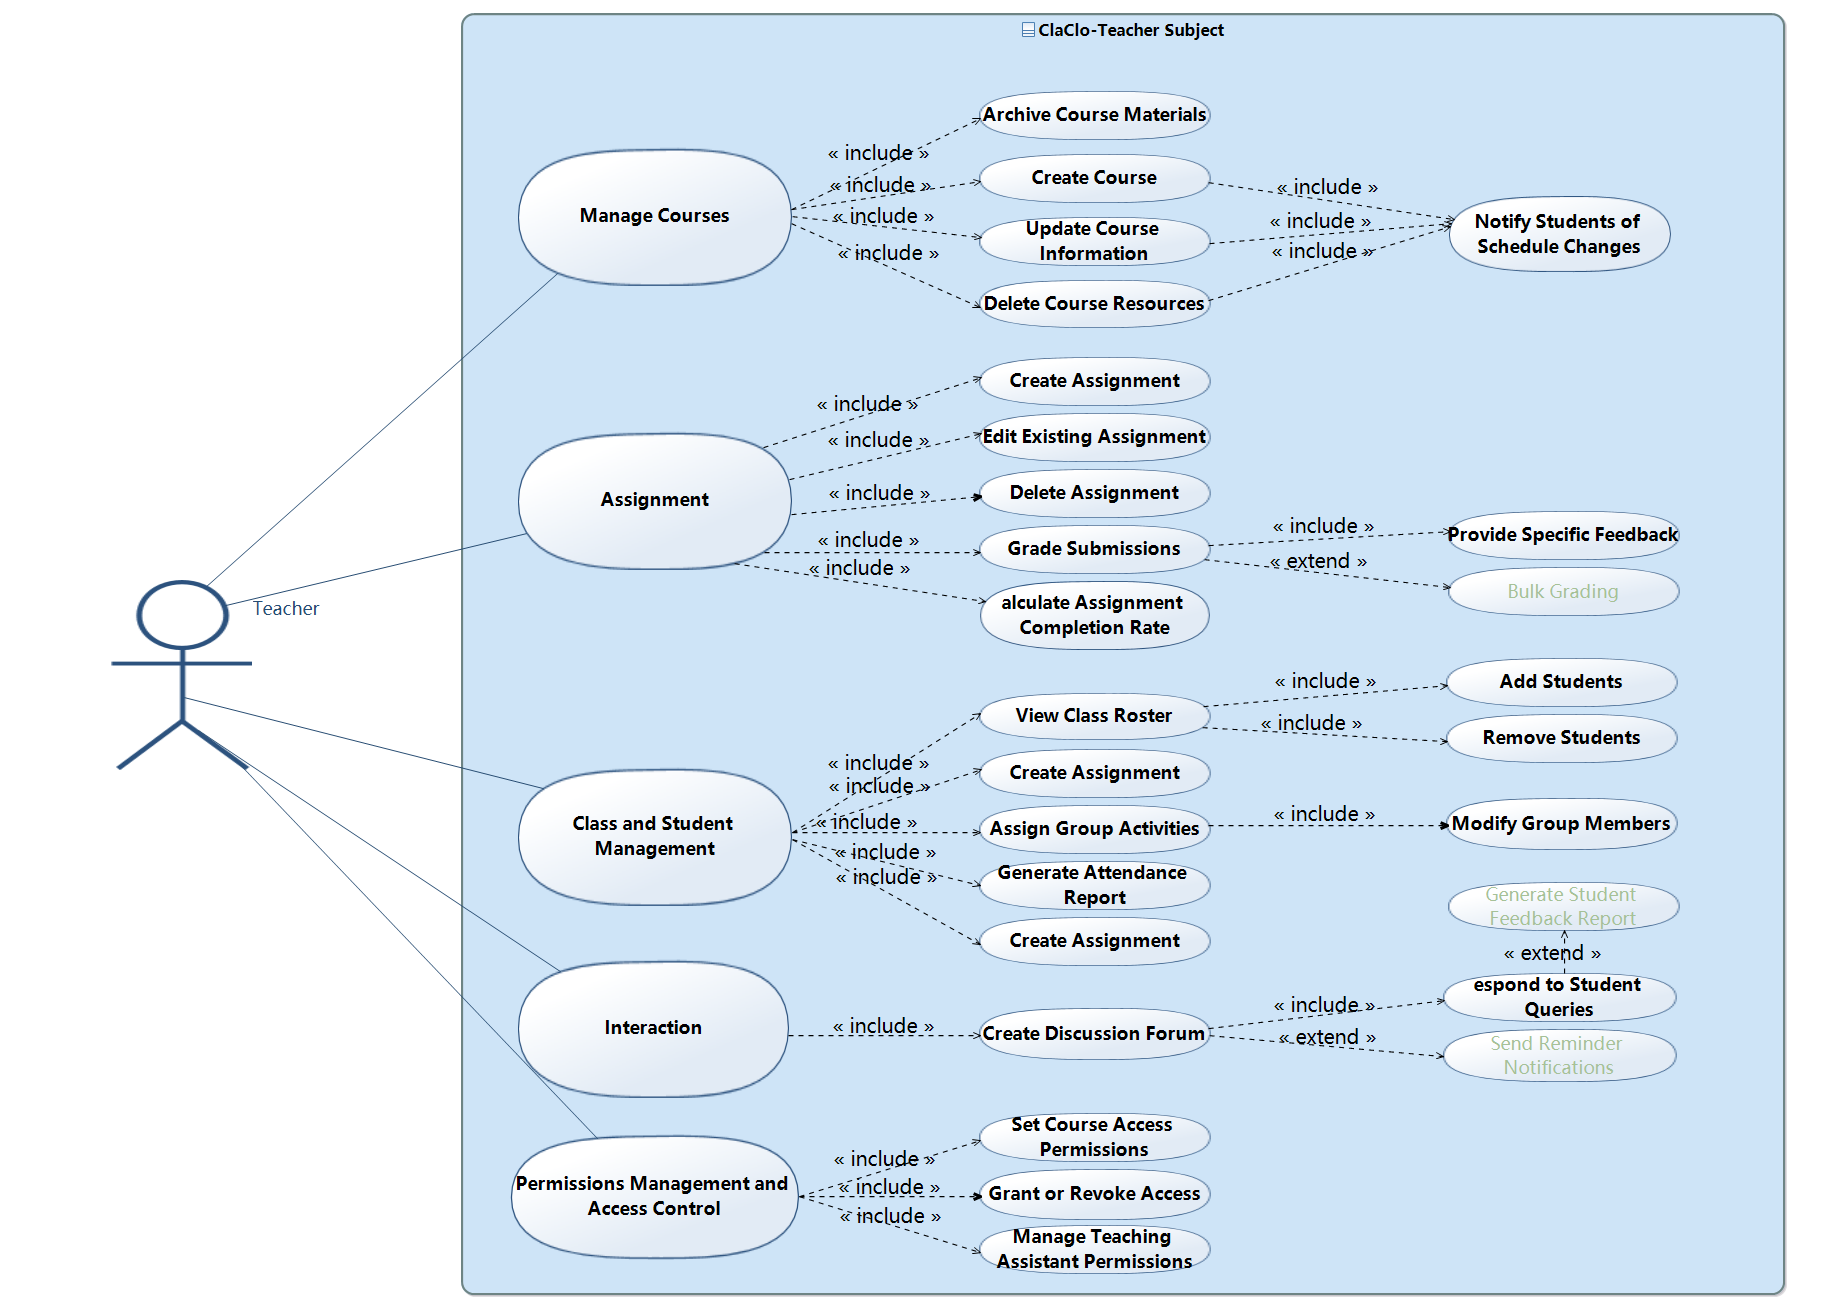 ClaClo-Teacher Subject
Archive Course Materials
« include »
« include »
Create Course
« include »
Manage Courses
« include »
Update Course
Information
« include »
Notify Students of
Schedule Changes
« include »
« include »
Delete Course Resources
Create Assignment
« include »
Edit Existing Assignment
« include »
Assignment
« include »
Delete Assignment
« include »
Grade Submissions
« include »
Provide Specific Feedback
« include »
« extend »
Bulk Grading
alculate Assignment
Completion Rate
Teacher
« include »
Add Students
View Class Roster
« include »
Remove Students
« include »
« include »
Create Assignment
Class and Student
Management
« include »
Assign Group Activities
« include »
Modify Group Members
« include »
Generate Attendance
Report
« include »
Create Assignment
Generate Student
Feedback Report
« extend »
espond to Student
Queries
Interaction
« include »
Create Discussion Forum
« include »
« extend »
Send Reminder
Notifications
Set Course Access
Permissions
« include »
Permissions Management and
Access Control
« include »
Grant or Revoke Access
« include »
Manage Teaching
Assistant Permissions